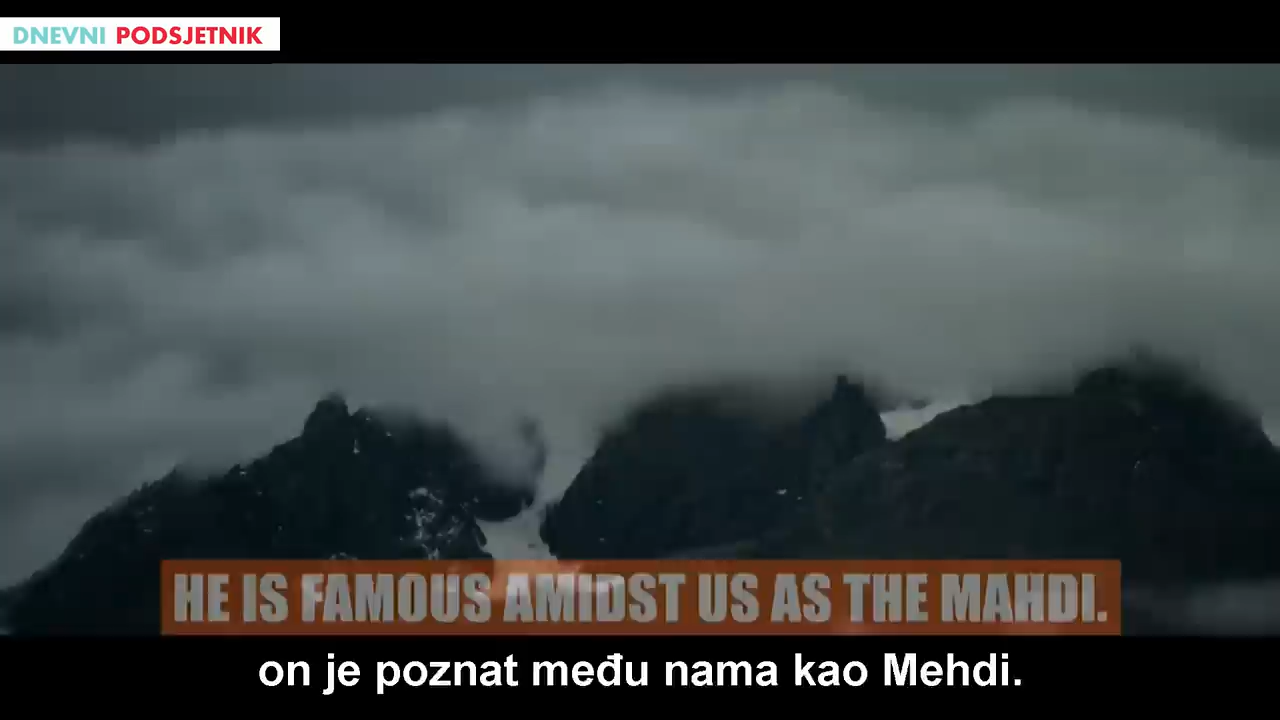 DNEVNI PODSJETNIK
HE IS FAMOUS AMIDST US AS THE MAHDI.
on je poznat među nama kao Mehdi.